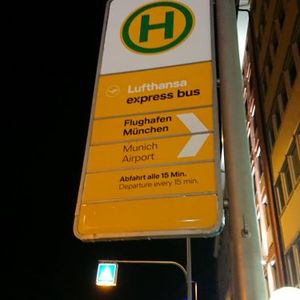 H
Lufthansa
express bus
Flughafen
München
Munich
Airport
Abfahrt alle 15 Min.
Departure every 15 min.